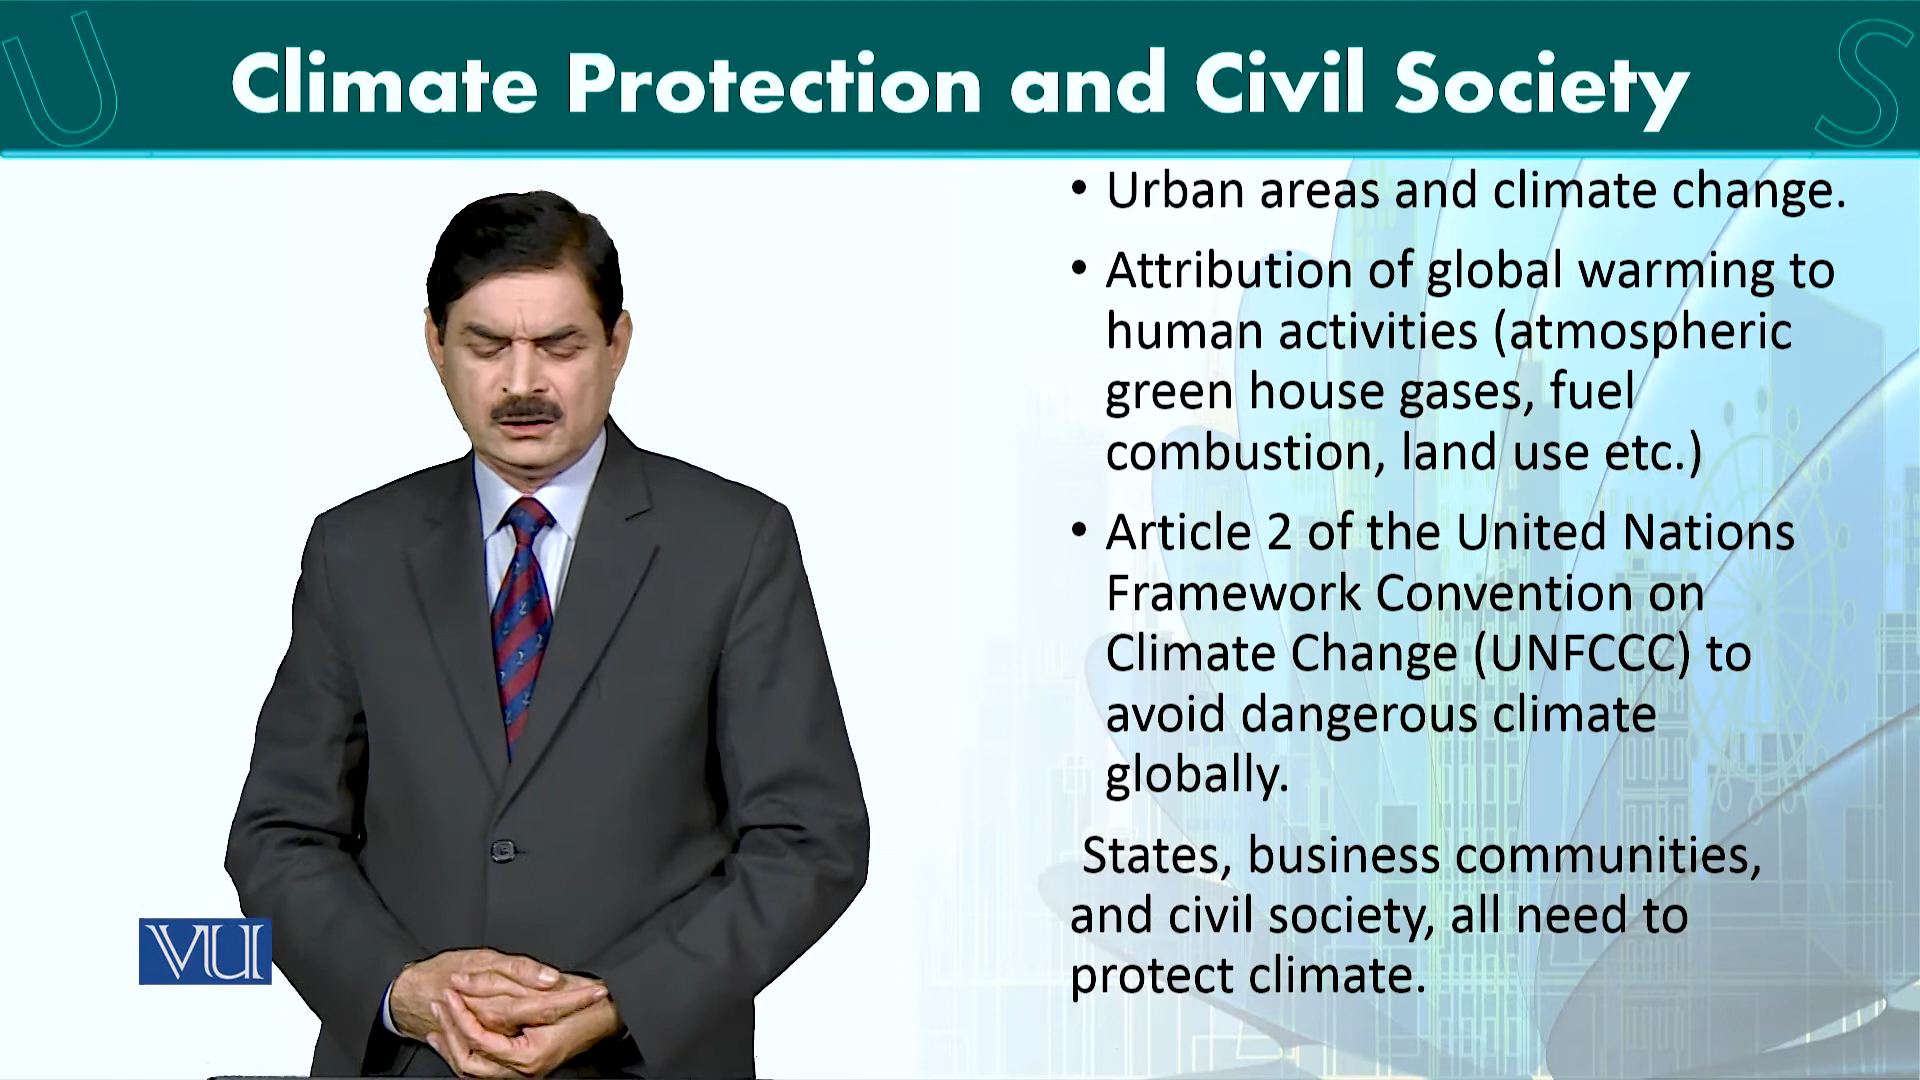 U
Climate Protection and Civil Society
S
• Urban areas and climate change.
• Attribution of global warming to
human activities (atmospheric
green house gases, fuel
combustion, land use etc.)
• Article 2 of the United Nations
Framework Convention on
Climate Change (UNFCCC) to
avoid dangerous climate
globally.
States, business communities,
and civil society, all need to
protect climate.
VU